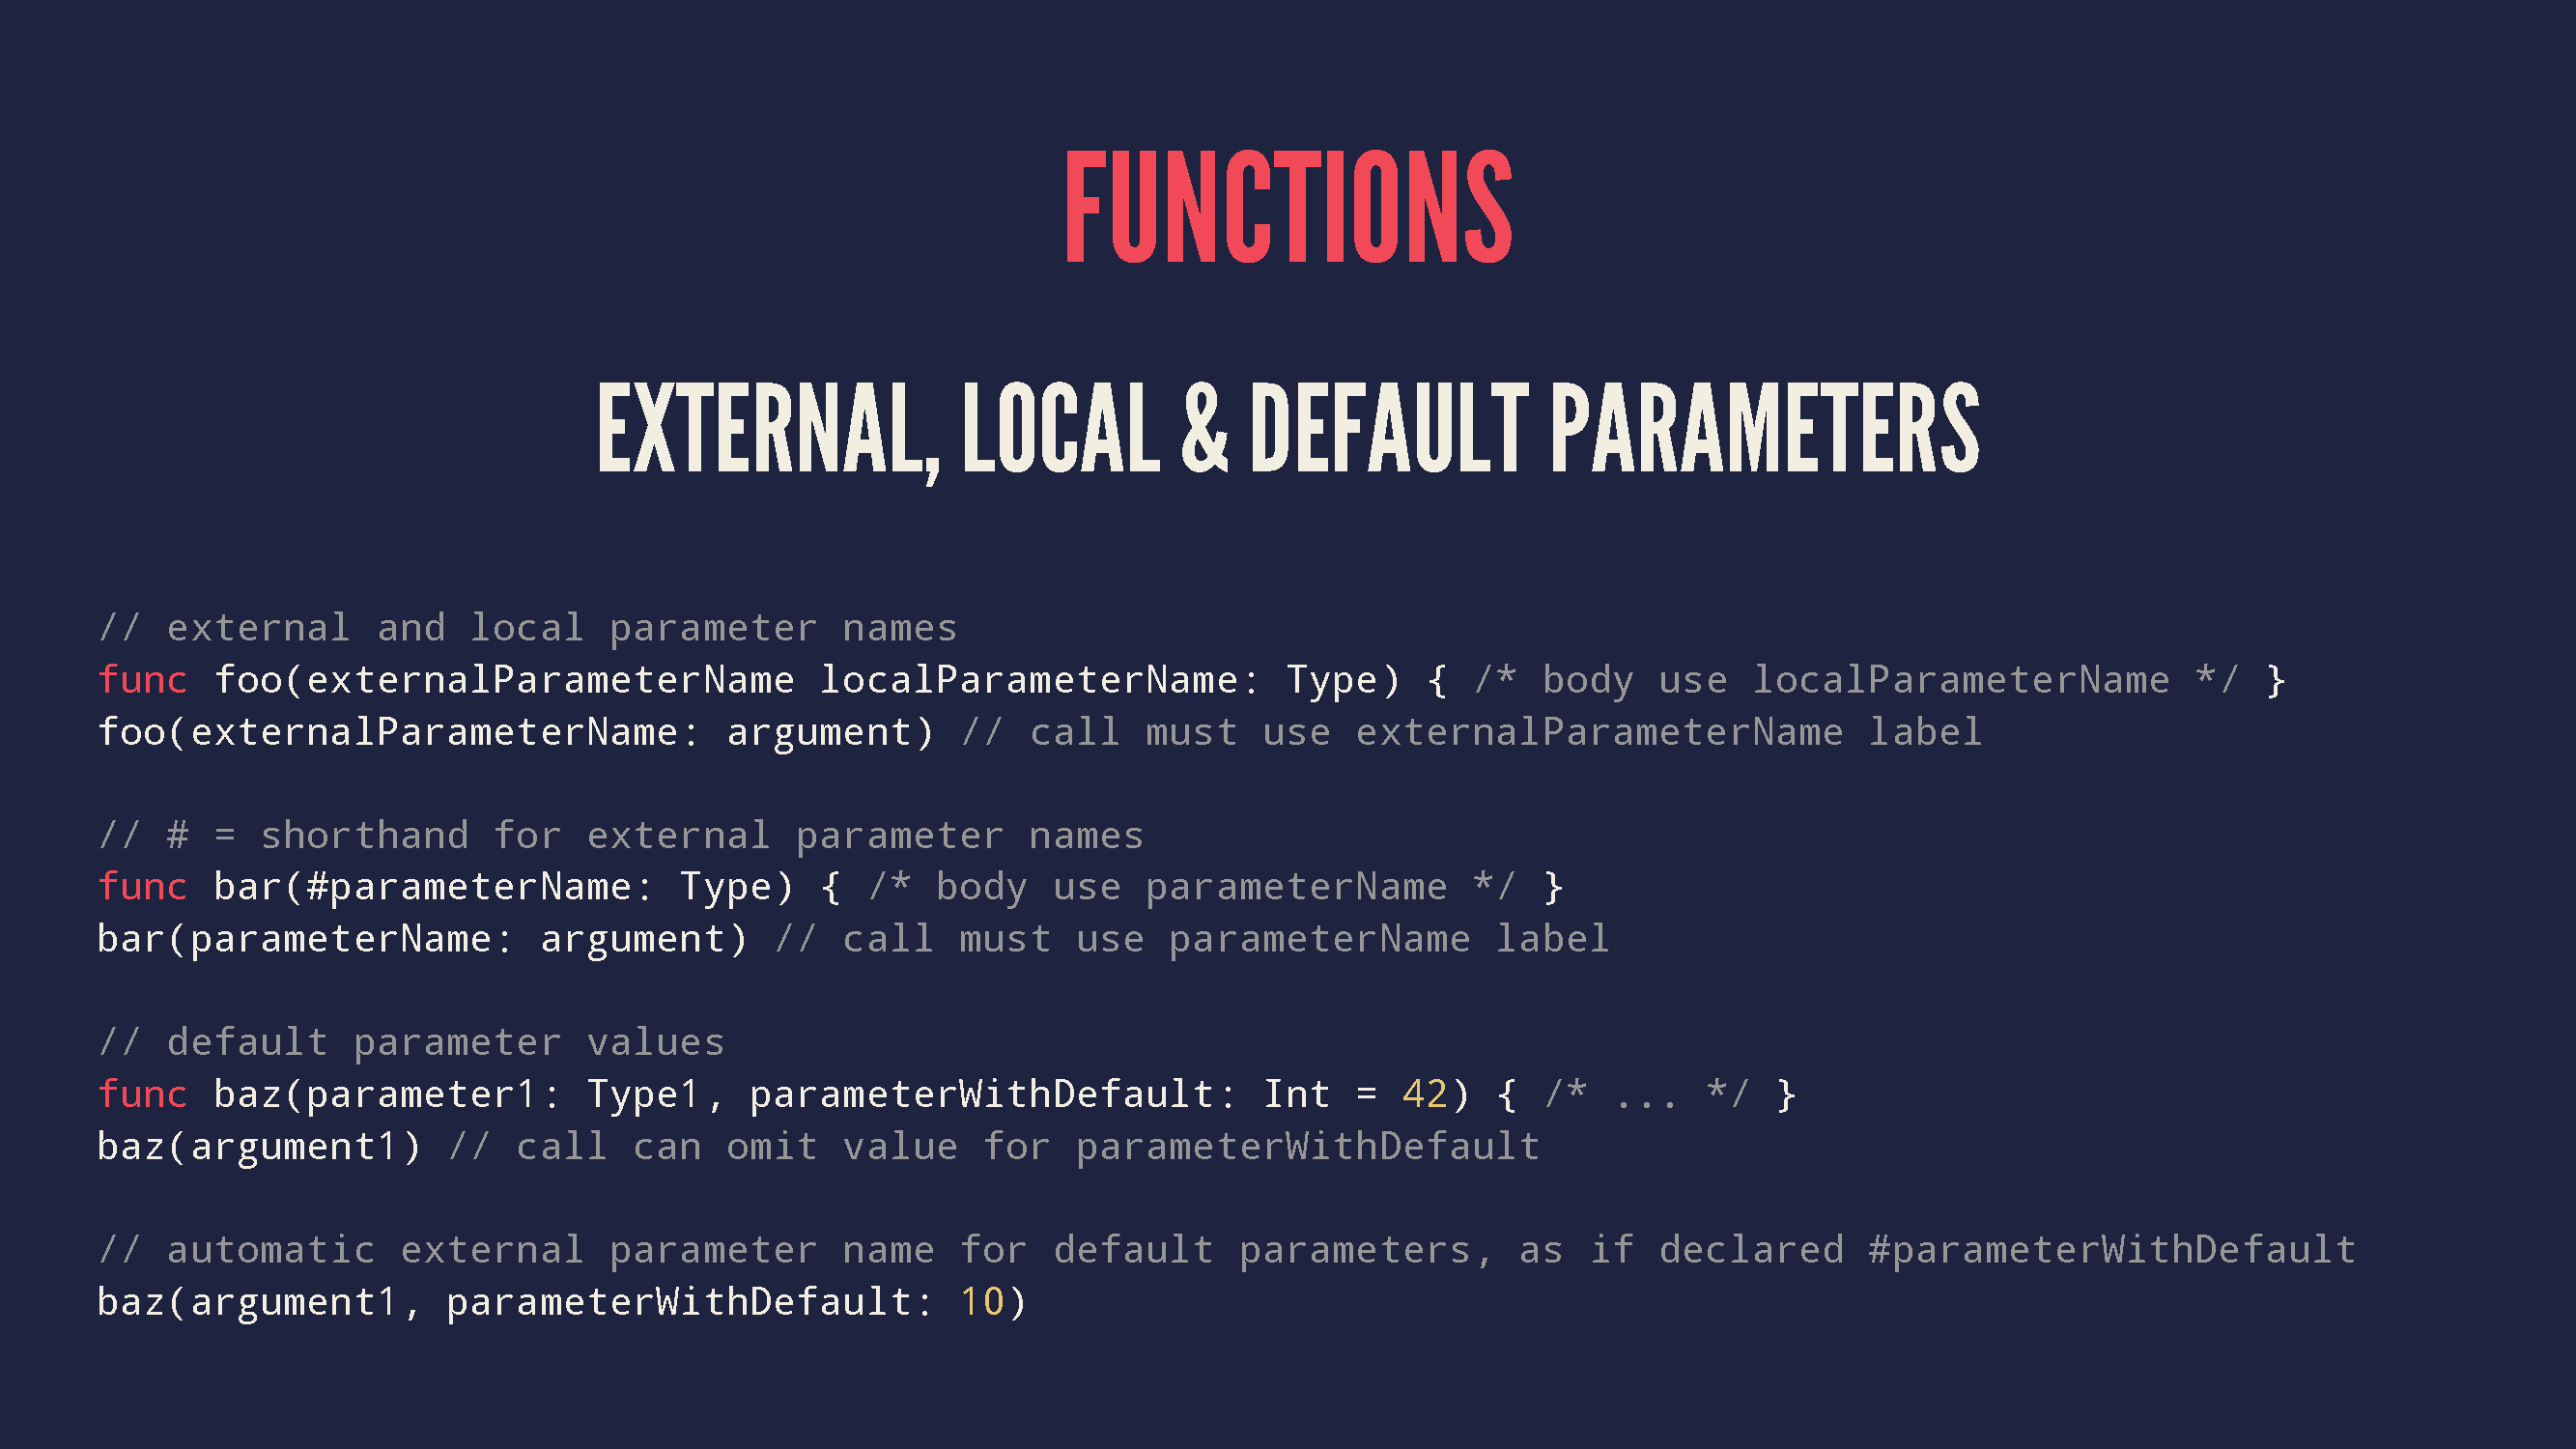 FUNCTIONS
EXTERNAL, LOCAL & DEFAULT PARAMETERS
// external and local parameter names
func foo(externalParameterName localParameterName: Type) { /* body use localParameterName */ }
foo(externalParameterName: argument) // call must use externalParameterName label
// # = shorthand for external parameter names
func bar(#parameterName: Type) { /* body use parameterName */ }
bar(parameterName: argument) // call must use parameterName label
// default parameter values
func baz(parameter1: Type1, parameterWithDefault: Int = 42) { /* ... */ }
baz(argument1) // call can omit value for parameterWithDefault
// automatic external parameter name for default parameters, as if declared #parameterWithDefault
baz(argument1, parameterWithDefault: 10)